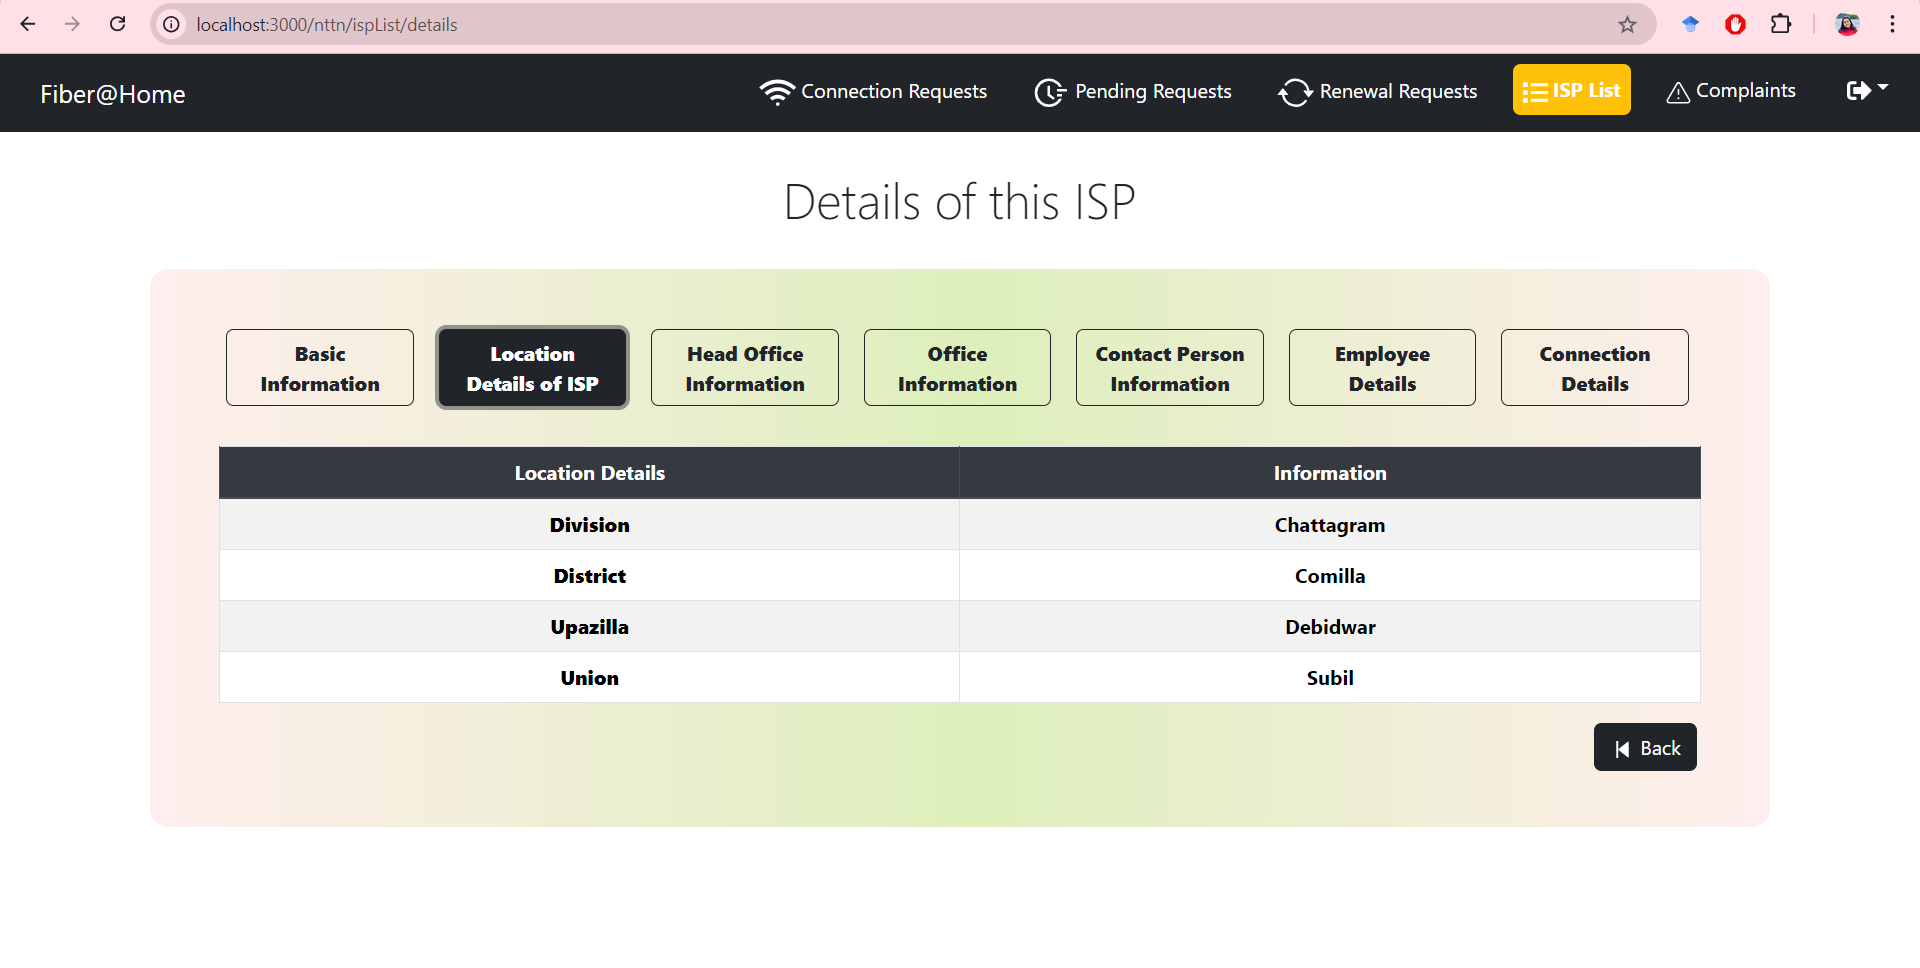 localhost:3000/nttn/ispList/details
Fiber@Home
Connection Requests
Pending Requests
Renewal Requests
ISP List
Complaints
Details of this ISP
Basic
Information
Location
Details of ISP
Head Office
Information
Office
Information
Contact Person
Information
Employee
Details
Connection
Details
Location Details Information
Division Chattagram
District Comilla
Upazilla Debidwar
Union Subil
Back